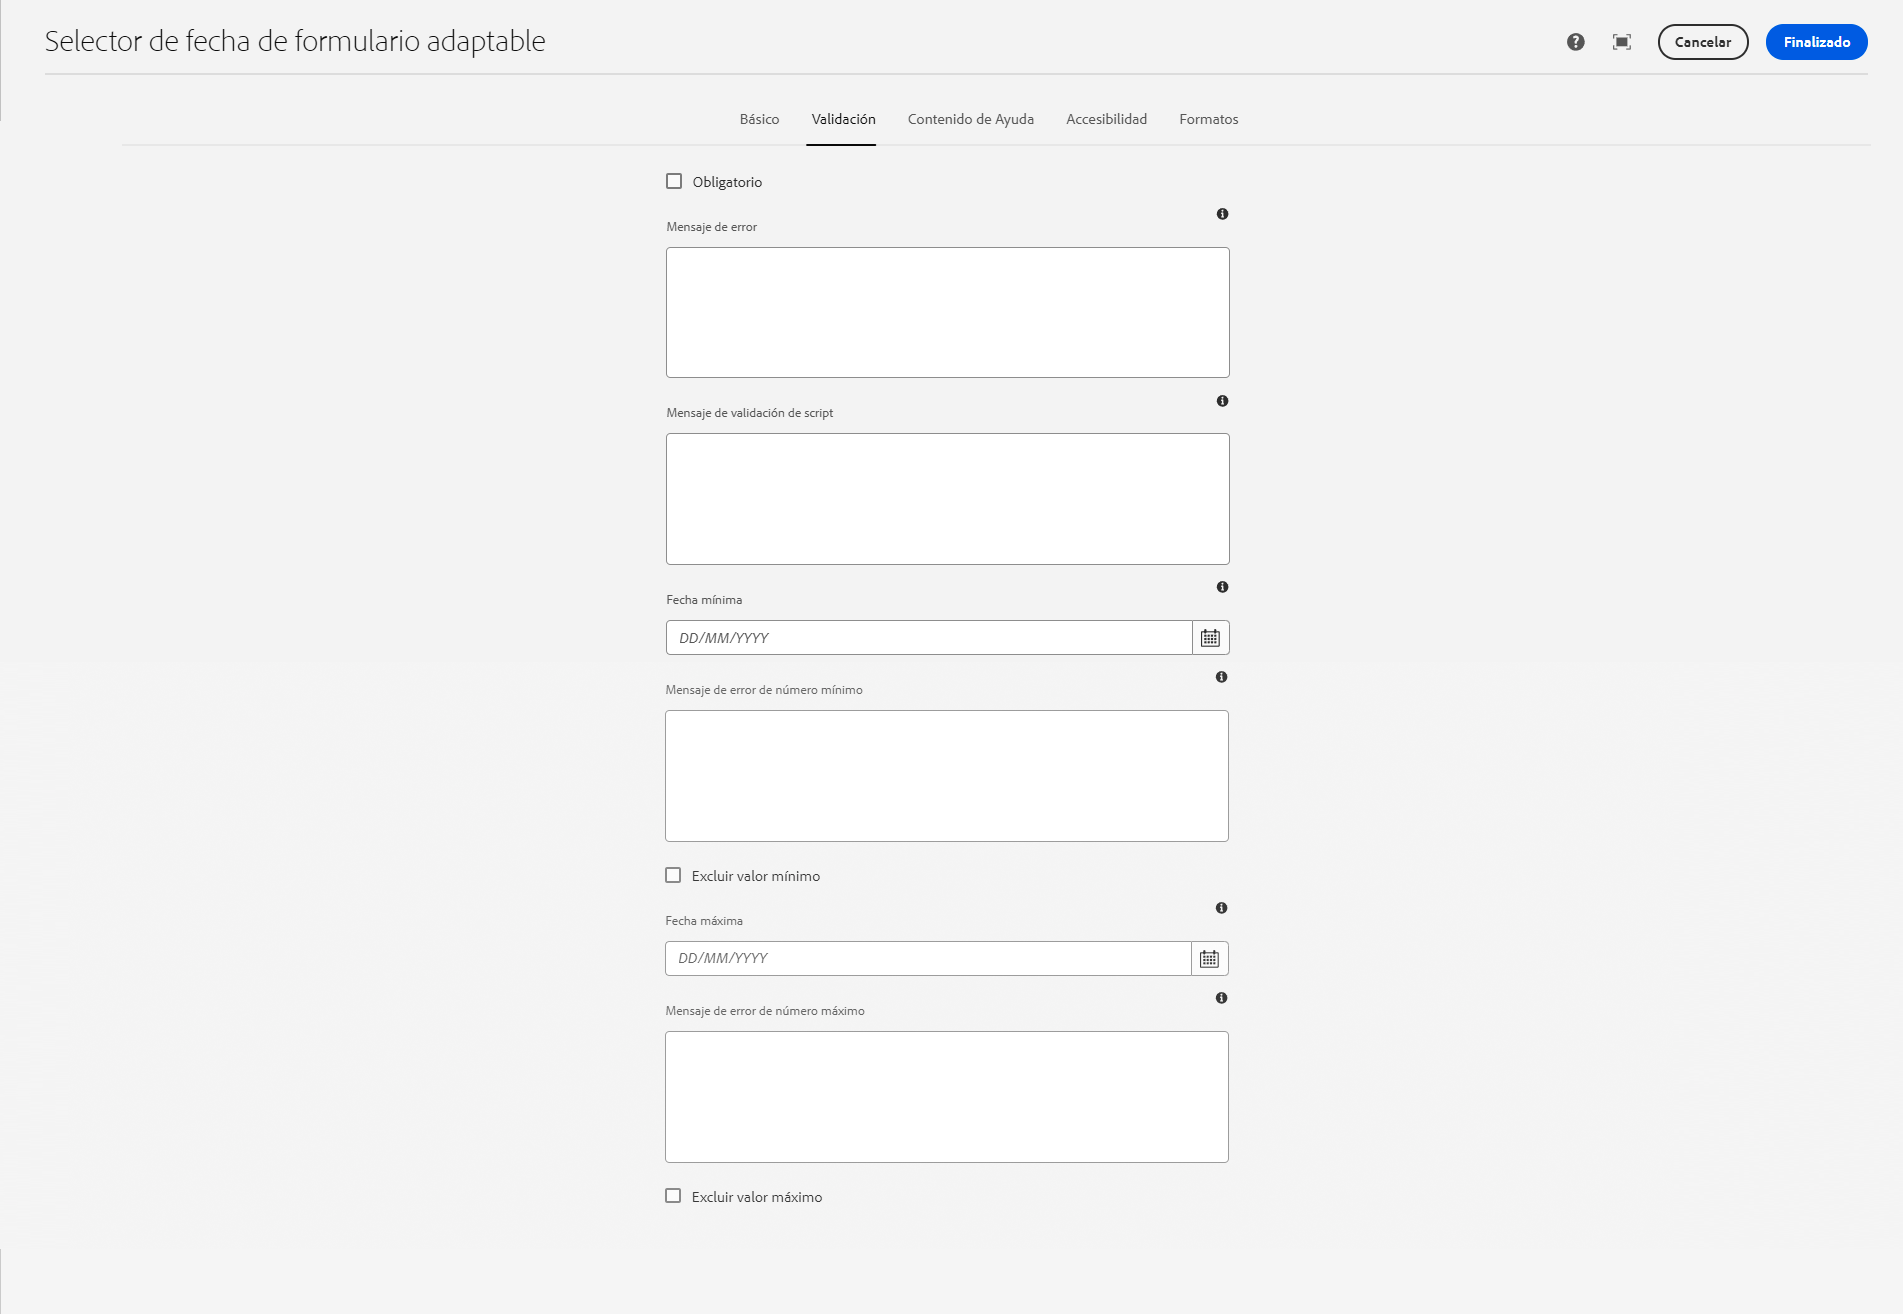 Selector de fecha de formulario adaptable
Cancelar
Finalizado
Básico
Validación
Contenido de Ayuda
Accesibilidad
Formatos
Obligatorio
Mensaje de error
Mensaje de validación de script
Fecha mínima
DD/MM/YYYY
Mensaje de error de número mínimo
Excluir valor mínimo
Fecha máxima
DD/MM/YYYY
Mensaje de error de número máximo
Excluir valor máximo